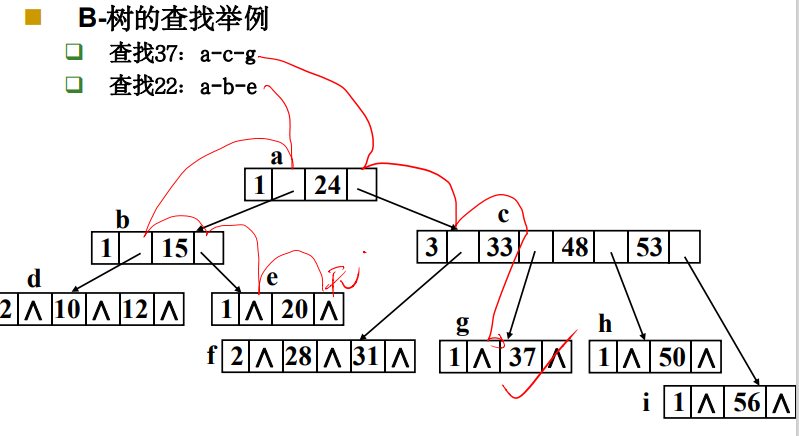 B-树的查找举例
查找37：a-c-g
查找22：a-b-e
a
1 24
b
1 15
c
3 33 48 53
d
2 ∧ 10 ∧ 12 ∧
e
1 ∧ 20 ∧
f 2 ∧ 28 ∧ 31 ∧
g
1 ∧ 37 ∧
h
1 ∧ 50 ∧
i 1 ∧ 56 ∧